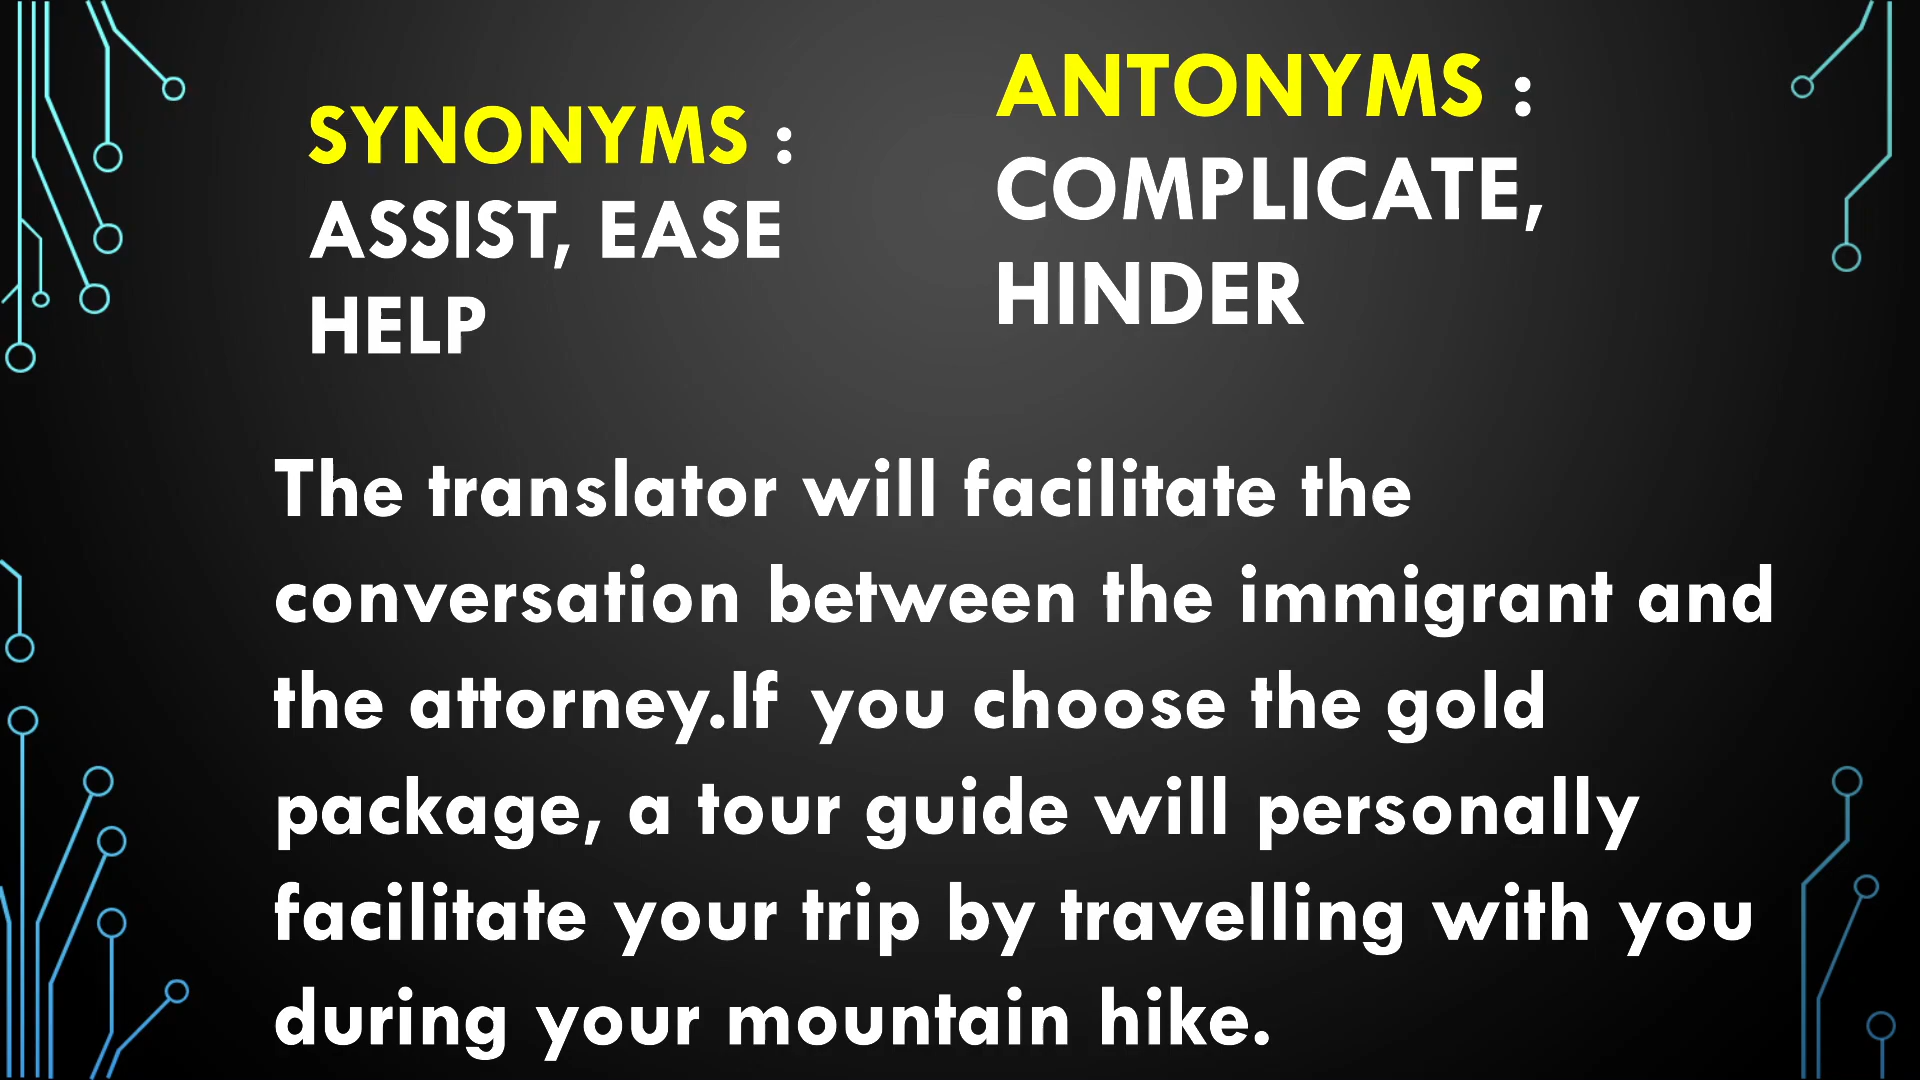 SYNONYMS :
ASSIST, EASE
HELP
ANTONYMS :
COMPLICATE,
HINDER
The translator will facilitate the
conversation between the immigrant and
the attorney.If you choose the gold
package, a tour guide will personally
facilitate your trip by travelling with you
during your mountain hike.